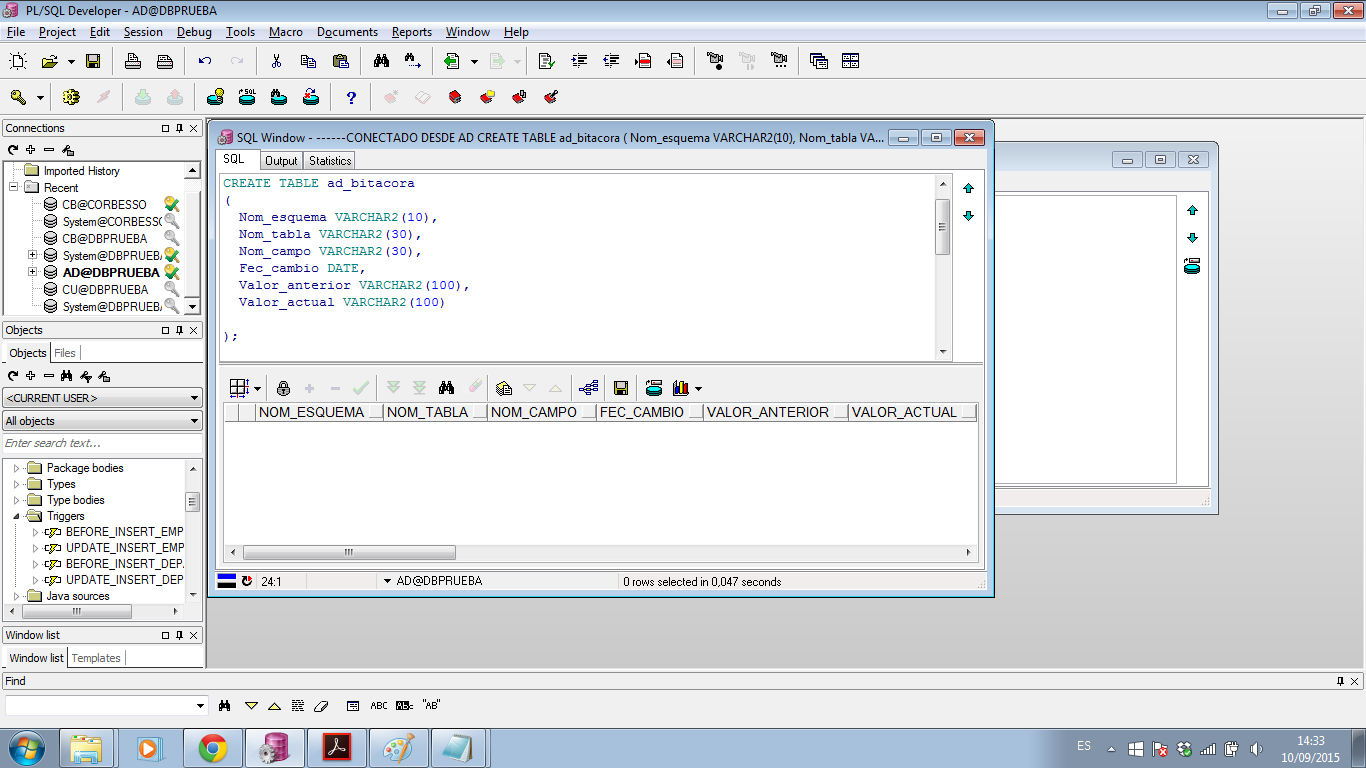 PL/SQL Developer - AD@DBPRUEBA
File Project Edit Session Debug Tools Macro Documents Reports Window Help
SQL
?
Connections
Imported History
Recent
CB@CORBESSO
System@CORBESSO
CB@DBPRUEBA
System@DBPRUEBA
AD@DBPRUEBA
CU@DBPRUEBA
System@DBPRUEBA
Objects
Objects Files
<CURRENT USER>
All objects
Enter search text...
Package bodies
Types
Type bodies
Triggers
BEFORE_INSERT_EMP
UPDATE_INSERT_EMP
BEFORE_INSERT_DEP
UPDATE_INSERT_DEP
Java sources
Window list
Window list Templates
SQL Window - ------CONECTADO DESDE AD CREATE TABLE ad_bitacora ( Nom_esquema VARCHAR2(10), Nom_tabla VA...
SQL Output Statistics
CREATE TABLE ad_bitacora
(
Nom_esquema VARCHAR2(10),
Nom_tabla VARCHAR2(30),
Nom_campo VARCHAR2(30),
Fec_cambio DATE,
Valor_anterior VARCHAR2(100),
Valor_actual VARCHAR2(100)
);
NOM_ESQUEMA NOM_TABLA NOM_CAMPO FEC_CAMBIO VALOR_ANTERIOR VALOR_ACTUAL
24:1 AD@DBPRUEBA 0 rows selected in 0,047 seconds
Find
ABC "AB"
ES
14:33
10/09/2015